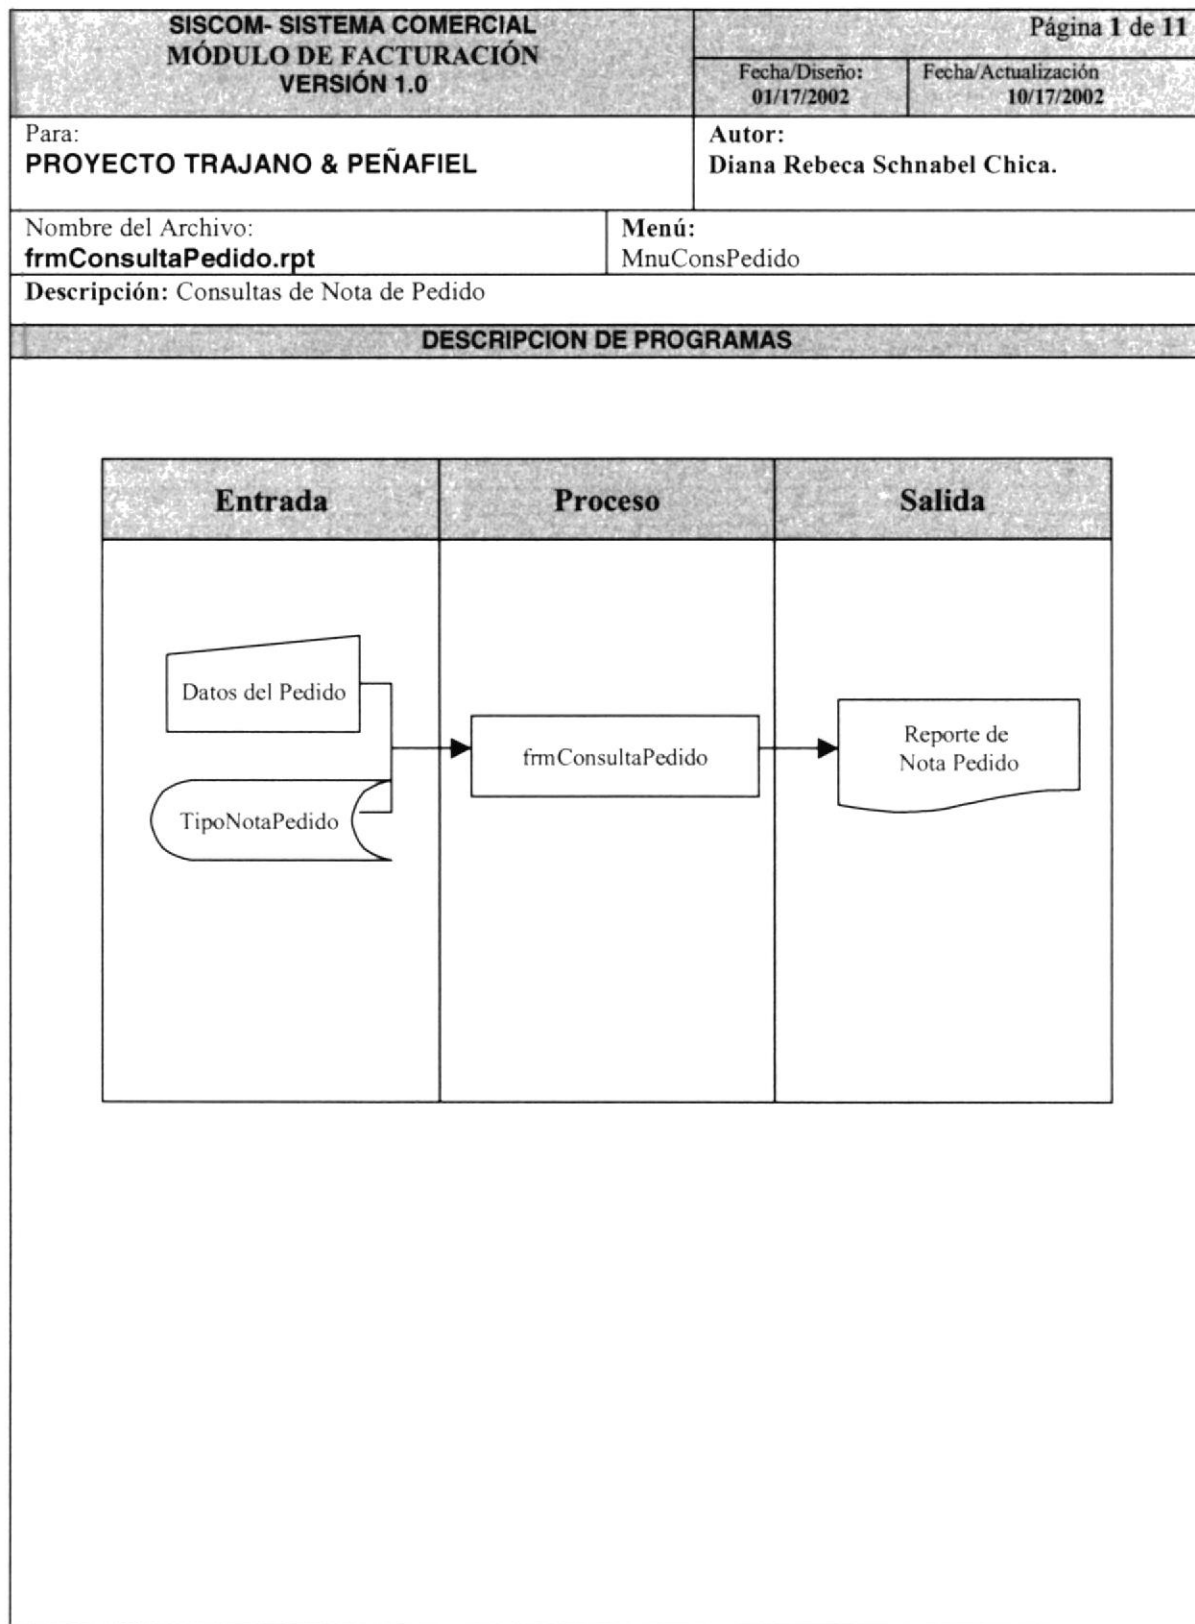 SISCOM- SISTEMA COMERCIAL
MÓDULO DE FACTURACIÓN
VERSIÓN 1.0
Página 1 de 11
Fecha/Diseño:
01/17/2002
Fecha/Actualización
10/17/2002
Para:
PROYECTO TRAJANO & PEÑAFIEL
Autor:
Diana Rebeca Schnabel Chica.
Nombre del Archivo:
frmConsultaPedido.rpt
Menú:
MnuConsPedido
Descripción: Consultas de Nota de Pedido
DESCRIPCION DE PROGRAMAS
Entrada
Proceso
Salida
Datos del Pedido
TipoNotaPedido
frmConsultaPedido
Reporte de
Nota Pedido